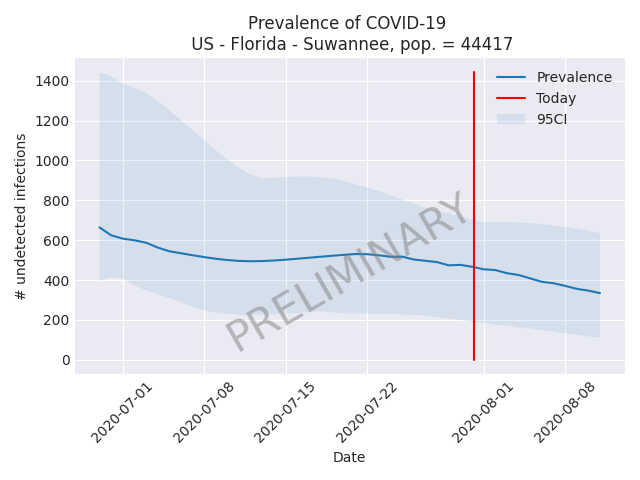 Prevalence of COVID-19
US - Florida - Suwannee, pop. = 44417
# undetected infections
1400
1200
1000
800
600
400
200
0
Prevalence
Today
95CI
PRELIMINARY
2020-07-01
2020-07-08
2020-07-15
2020-07-22
2020-08-01
2020-08-08
Date